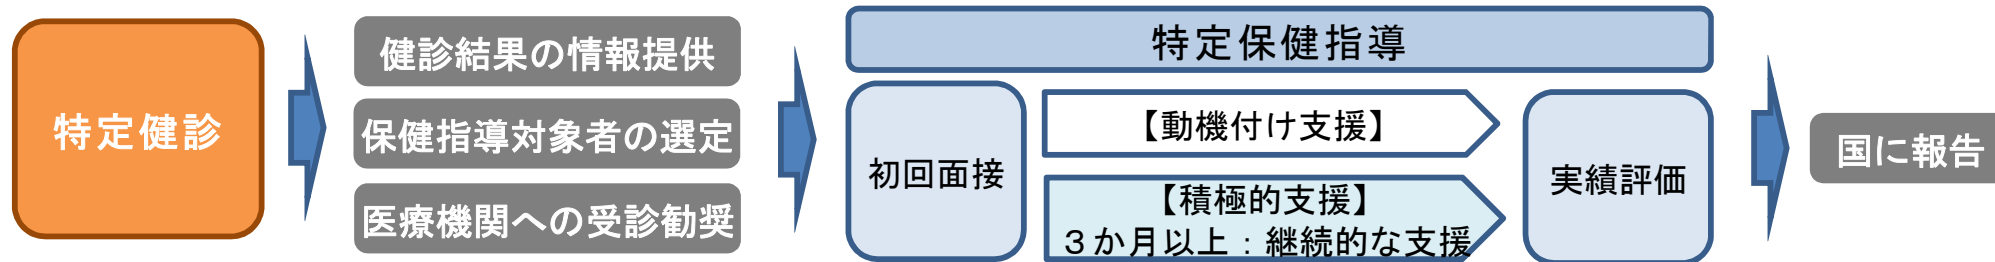 特定健診
健診結果の情報提供
保健指導対象者の選定
医療機関への受診勧奨
特定保健指導
初回面接
【動機付け支援】
【積極的支援】
３か月以上：継続的な支援
実績評価
国に報告